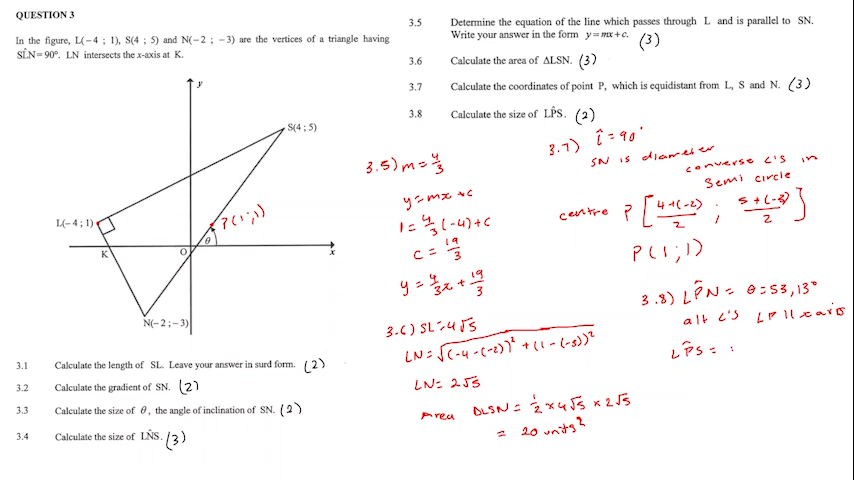 QUESTION 3
In the figure, L(−4 ; 1), S(4 ; 5) and N(−2 ; −3) are the vertices of a triangle having
SL̂N = 90°. LN intersects the x-axis at K.
y
S(4 ; 5)
L(−4 ; 1)
P(1;1)
θ
K
O
x
N(−2 ; −3)
3.1 Calculate the length of SL. Leave your answer in surd form. (2)
3.2 Calculate the gradient of SN. (2)
3.3 Calculate the size of θ, the angle of inclination of SN. (2)
3.4 Calculate the size of LN̂S. (3)
3.5 Determine the equation of the line which passes through L and is parallel to SN.
Write your answer in the form y = mx + c. (3)
3.6 Calculate the area of ΔLSN. (3)
3.7 Calculate the coordinates of point P, which is equidistant from L, S and N. (3)
3.8 Calculate the size of LP̂S. (2)
3.5) m = 4/3
y = mx + c
1 = 4/3 (-4) + c
c = 19/3
y = 4/3 x + 19/3
3.6) SL = 4√5
LN = √((-4-(-2))² + (1-(-3))²)
LN = 2√5
Area ΔLSN = 1/2 × 4√5 × 2√5
= 20 units²
3.7) L̂ = 90°
SN is diameter
converse ∠'s in
semi circle
centre P [ 4+(-2)/2 ; 5+(-3)/2 ]
P(1;1)
3.8) LP̂N = θ = 53,13°
alt ∠'s LP || x axis
LP̂S =